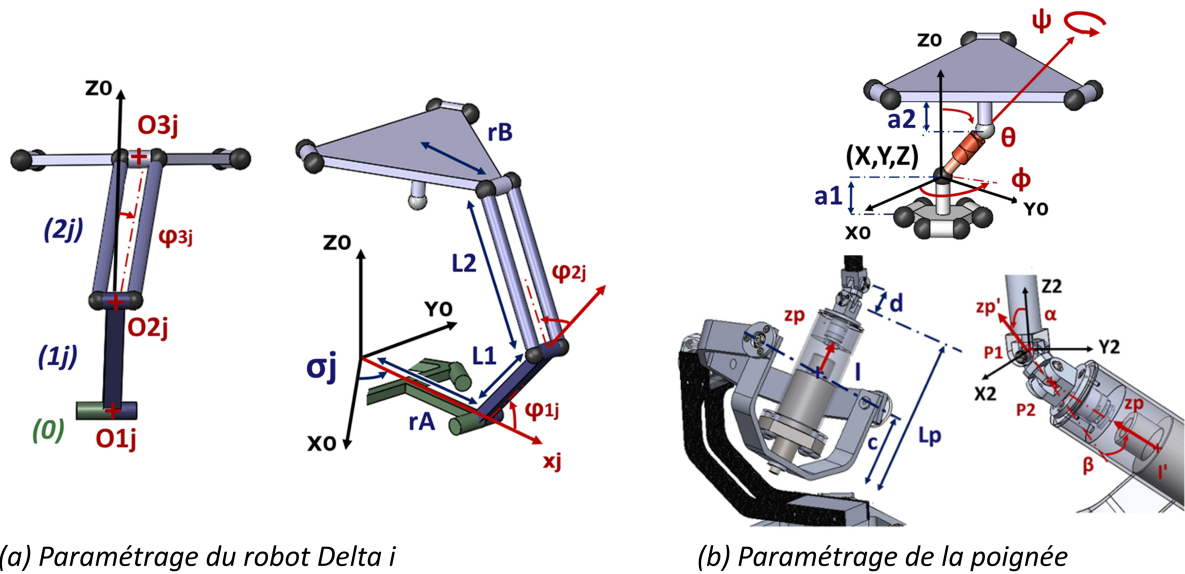 Z0
O3j
(2j)
φ3j
O2j
(1j)
(0)
O1j
rB
Z0
L2
φ2j
Y0
L1
σj
rA
φ1j
X0
xj
ψ
Z0
a2
θ
(X,Y,Z)
φ
a1
Y0
X0
d
zp
I
Lp
c
Z2
zp'
α
P1
Y2
X2
P2
zp
β
I'
(a) Paramétrage du robot Delta i
(b) Paramétrage de la poignée